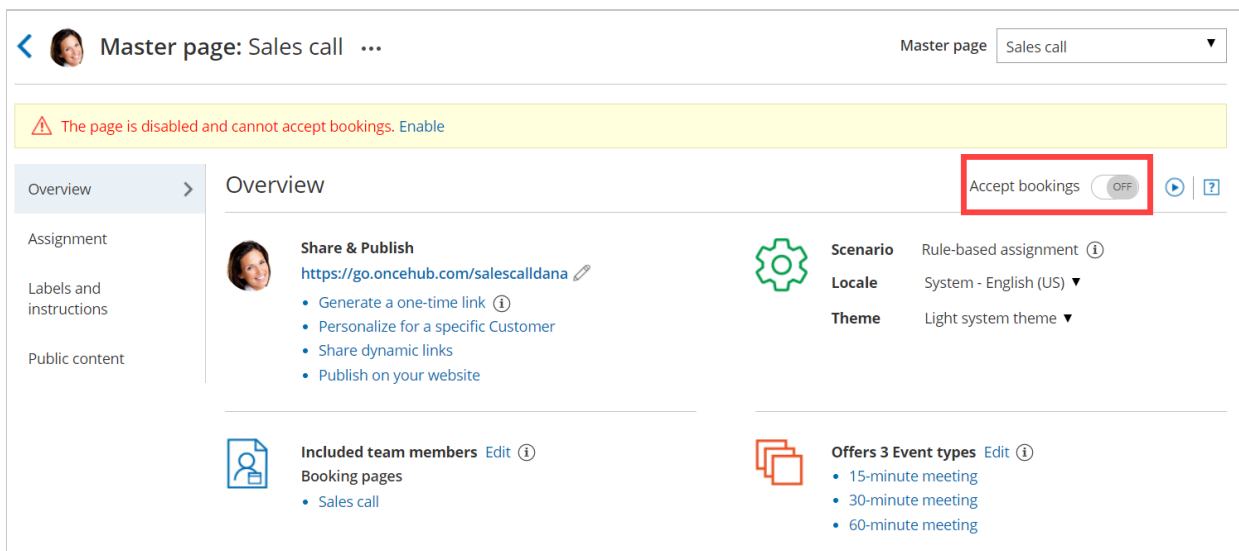 Master page: Sales call ...
Master page Sales call
The page is disabled and cannot accept bookings. Enable
Overview
Assignment
Labels and
instructions
Public content
Overview
Accept bookings OFF
Share & Publish
https://go.oncehub.com/salescalldana
Generate a one-time link
Personalize for a specific Customer
Share dynamic links
Publish on your website
Scenario Rule-based assignment
Locale System - English (US)
Theme Light system theme
Included team members Edit
Booking pages
Sales call
Offers 3 Event types Edit
15-minute meeting
30-minute meeting
60-minute meeting